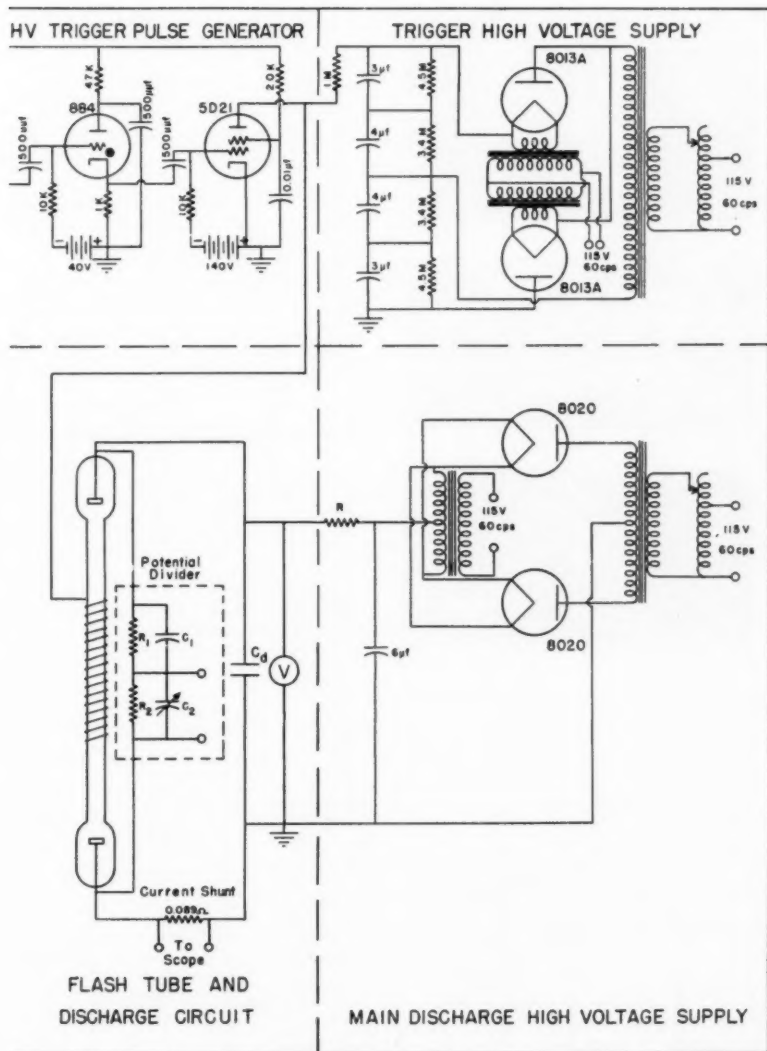 HV TRIGGER PULSE GENERATOR
47K
884
500μμf
500μμf
10K
1K
40V
20K
5D21
500μμf
10K
0.01μf
140V
TRIGGER HIGH VOLTAGE SUPPLY
1M
3μf
4μf
4μf
3μf
4.5M
3.4M
3.4M
4.5M
8013A
8013A
115V
60cps
115V
60cps
Potential
Divider
R1
C1
R2
C2
Cd
V
Current Shunt
0.089Ω
To
Scope
FLASH TUBE AND
DISCHARGE CIRCUIT
R
6μf
8020
8020
115V
60cps
115V
60cps
MAIN DISCHARGE HIGH VOLTAGE SUPPLY